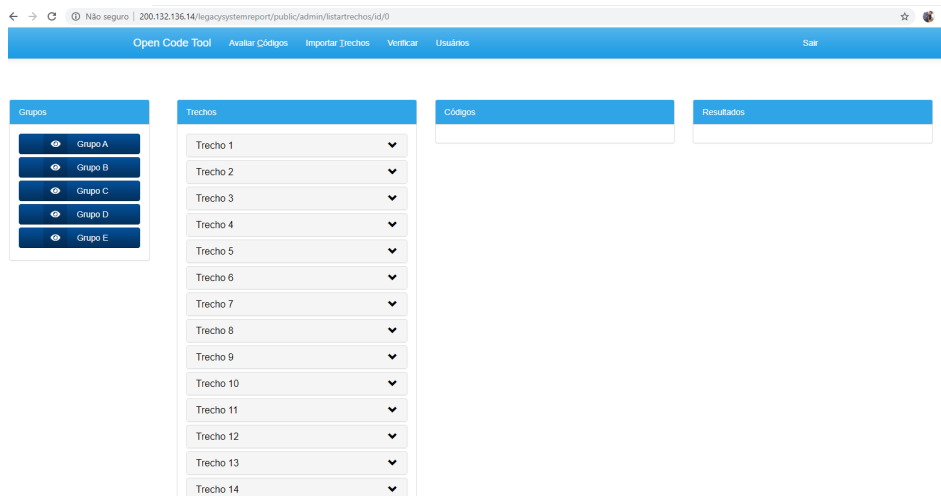 Não seguro | 200.132.136.14/legacysystemreport/public/admin/listartrechos/id/0
Open Code Tool Avaliar Códigos Importar Trechos Verificar Usuários Sair
Grupos
Grupo A
Grupo B
Grupo C
Grupo D
Grupo E
Trechos
Trecho 1
Trecho 2
Trecho 3
Trecho 4
Trecho 5
Trecho 6
Trecho 7
Trecho 8
Trecho 9
Trecho 10
Trecho 11
Trecho 12
Trecho 13
Trecho 14
Códigos
Resultados